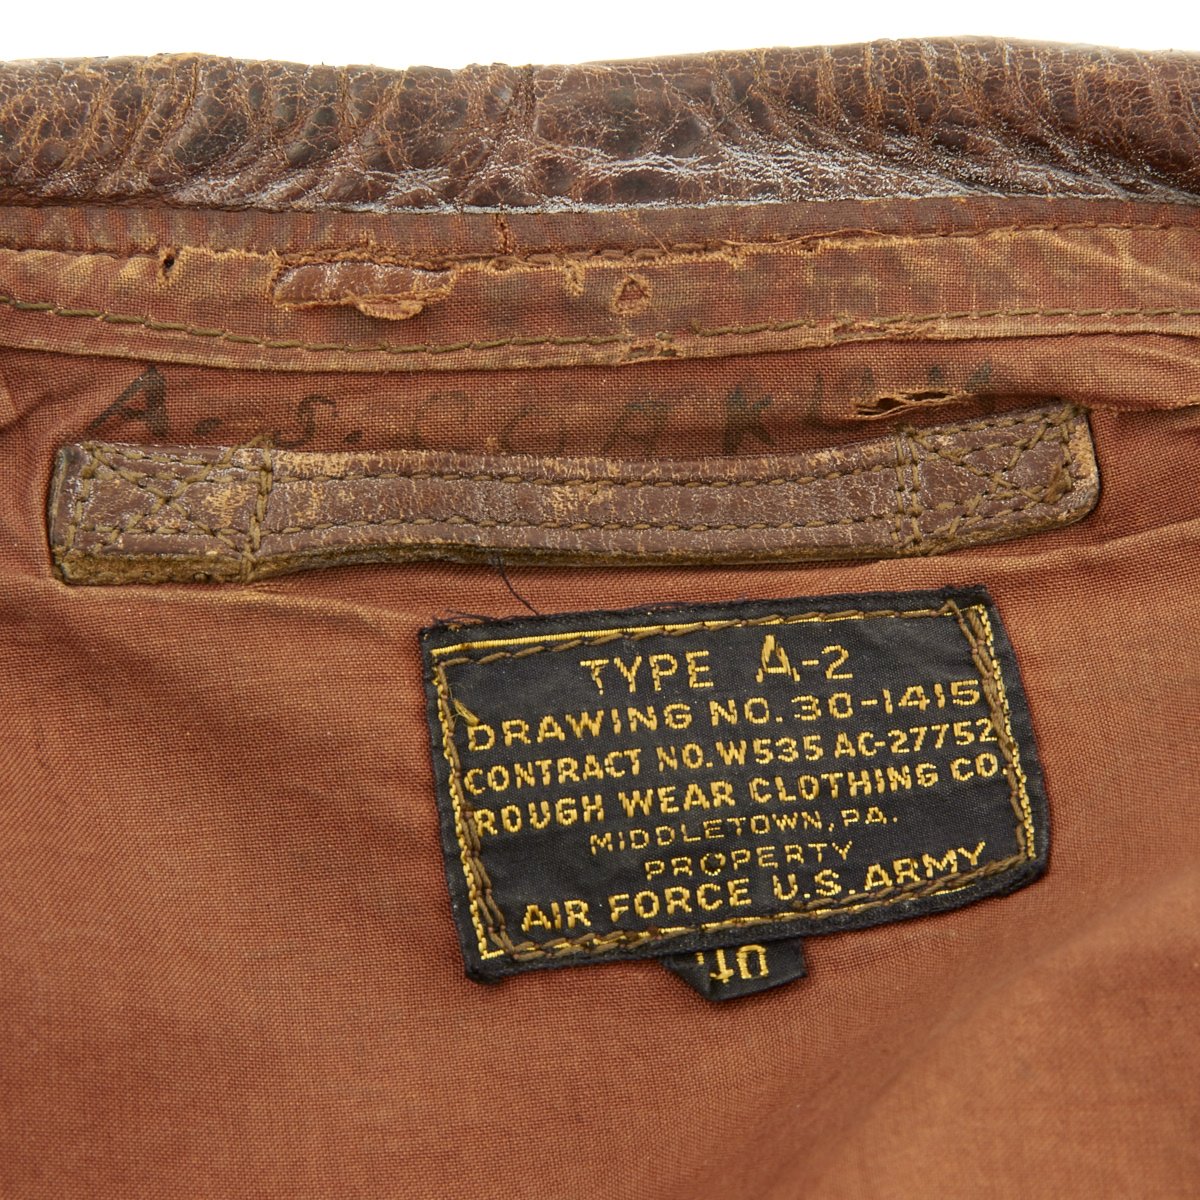 A. S.
TYPE A-2
DRAWING NO. 30-1415
CONTRACT NO. W535 AC-27752
ROUGH WEAR CLOTHING CO.
MIDDLETOWN, PA.
PROPERTY
AIR FORCE U.S. ARMY
40